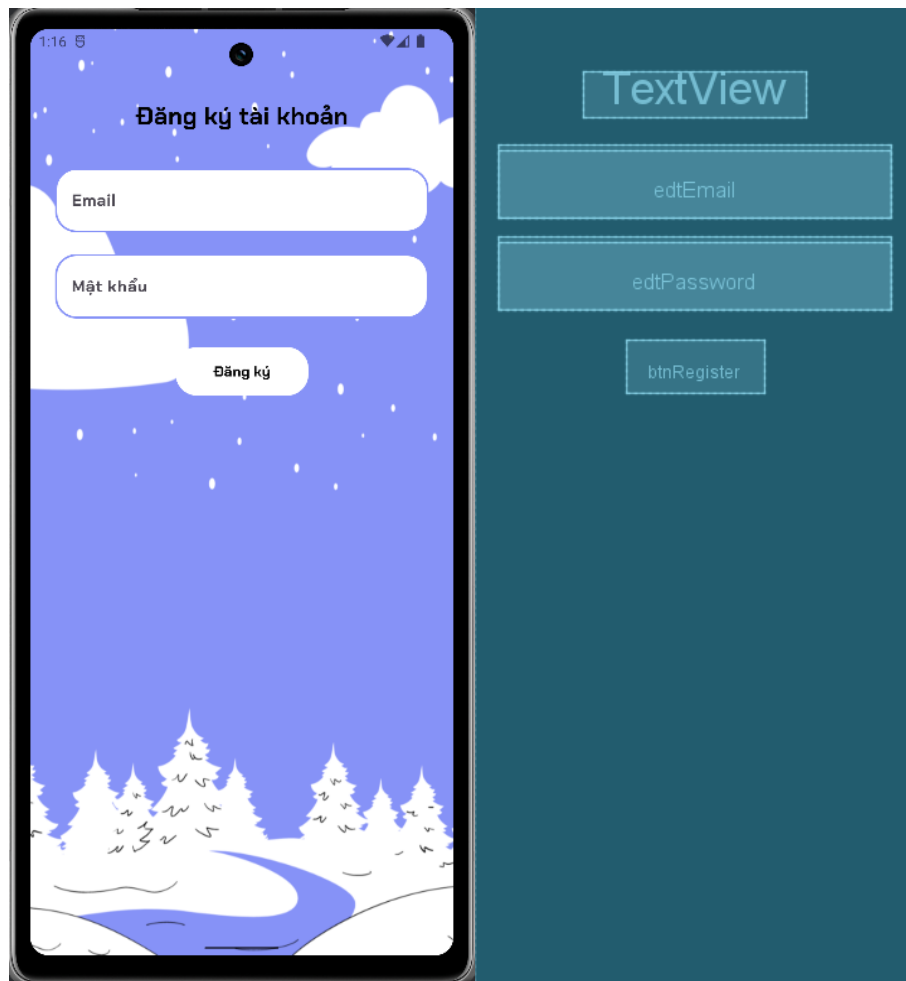 1:16
Đăng ký tài khoản
Email
Mật khẩu
Đăng ký
TextView
edtEmail
edtPassword
btnRegister